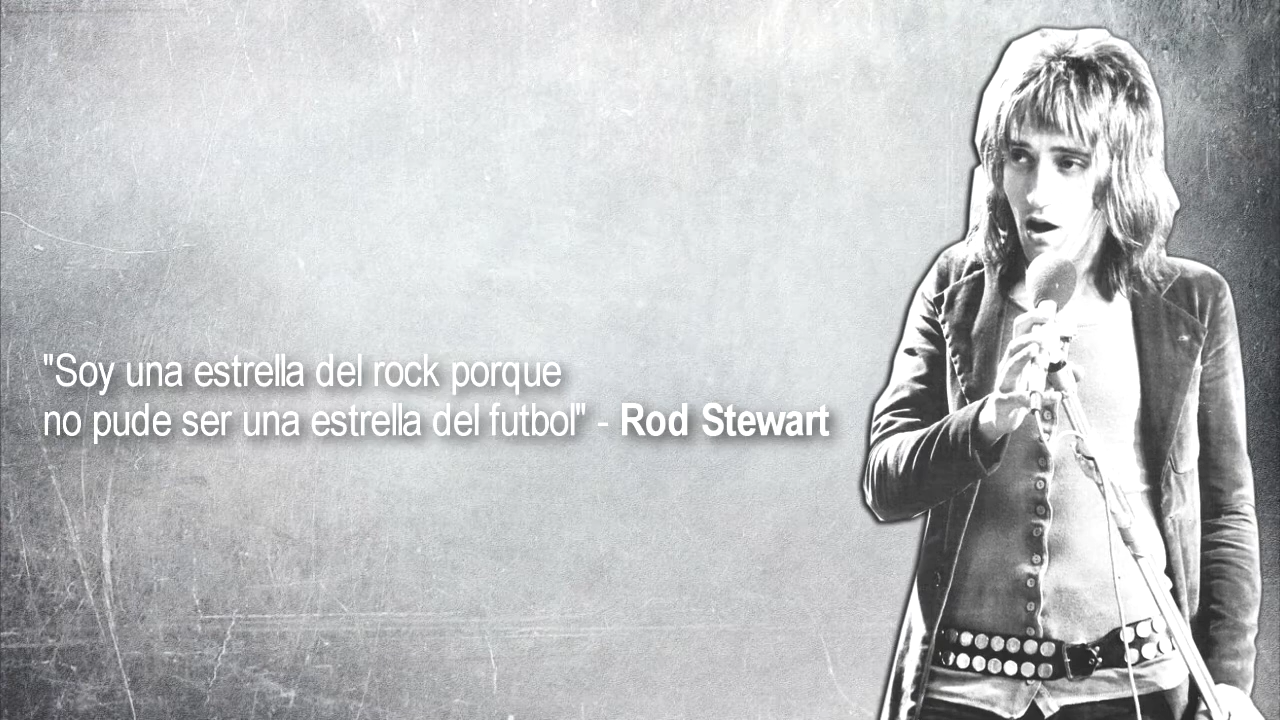 "Soy una estrella del rock porque
no pude ser una estrella del futbol" - Rod Stewart